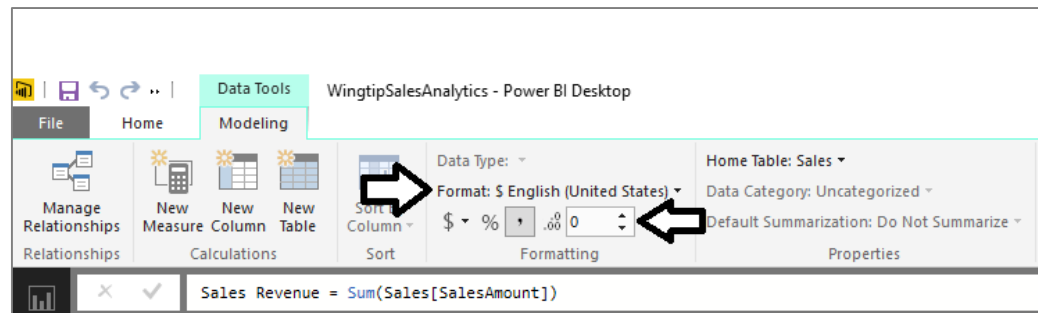 Data Tools WingtipSalesAnalytics - Power BI Desktop
File Home Modeling
Data Type: Home Table: Sales
Format: $ English (United States) Data Category: Uncategorized
Manage Relationships New Measure New Column New Table Sort Column
$ % , .00 0 Default Summarization: Do Not Summarize
Relationships Calculations Sort Formatting Properties
Sales Revenue = Sum(Sales[SalesAmount])